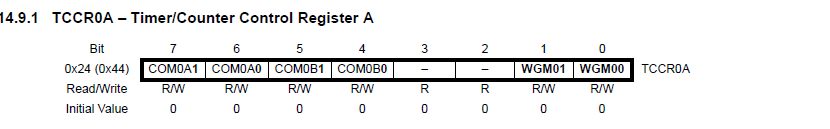 14.9.1 TCCR0A – Timer/Counter Control Register A
Bit 7 6 5 4 3 2 1 0
0x24 (0x44) COM0A1 COM0A0 COM0B1 COM0B0 – – WGM01 WGM00 TCCR0A
Read/Write R/W R/W R/W R/W R R R/W R/W
Initial Value 0 0 0 0 0 0 0 0